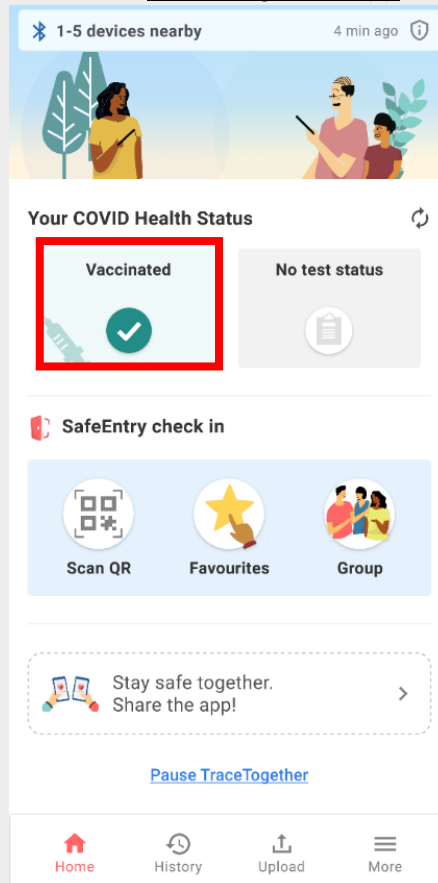 1-5 devices nearby
4 min ago
Your COVID Health Status
Vaccinated
No test status
SafeEntry check in
Scan QR
Favourites
Group
Stay safe together.
Share the app!
Pause TraceTogether
Home
History
Upload
More